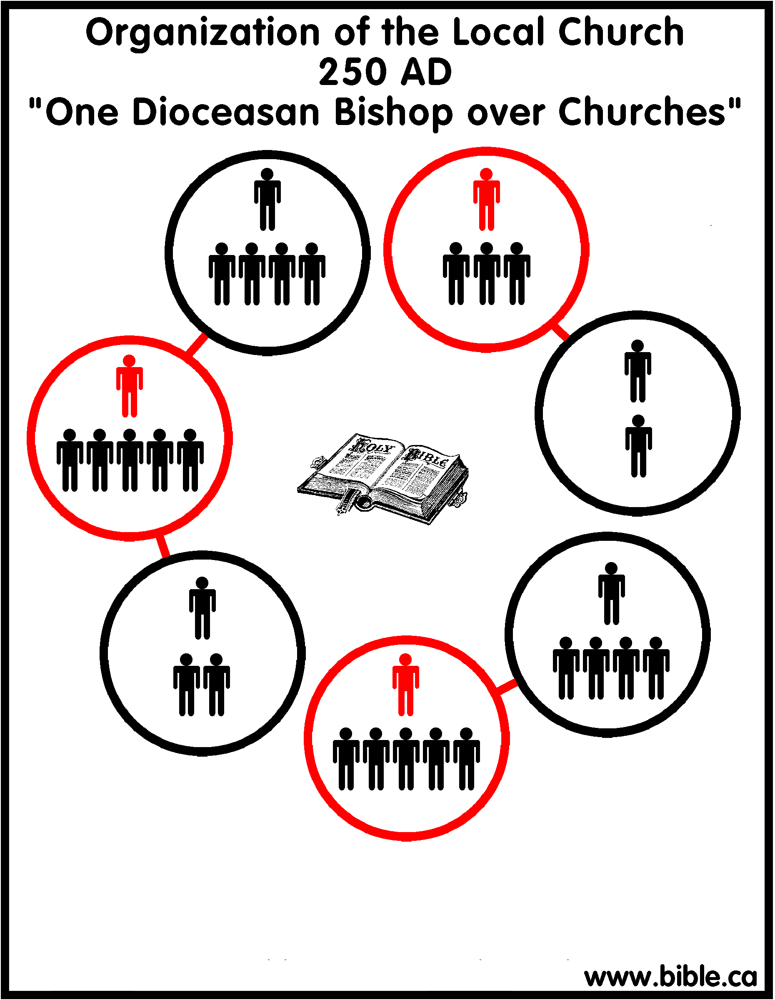 Organization of the Local Church
250 AD
"One Dioceasan Bishop over Churches"
HOLY BIBLE
www.bible.ca